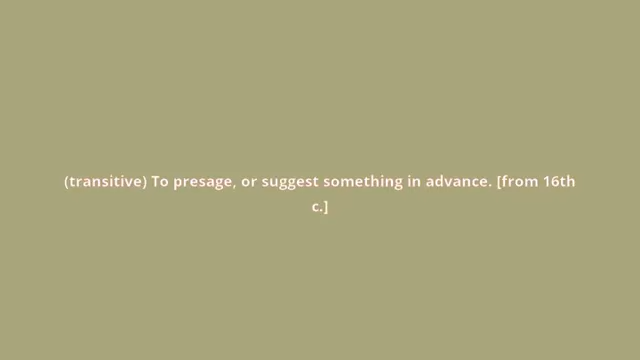 (transitive) To presage, or suggest something in advance. [from 16th
c.]